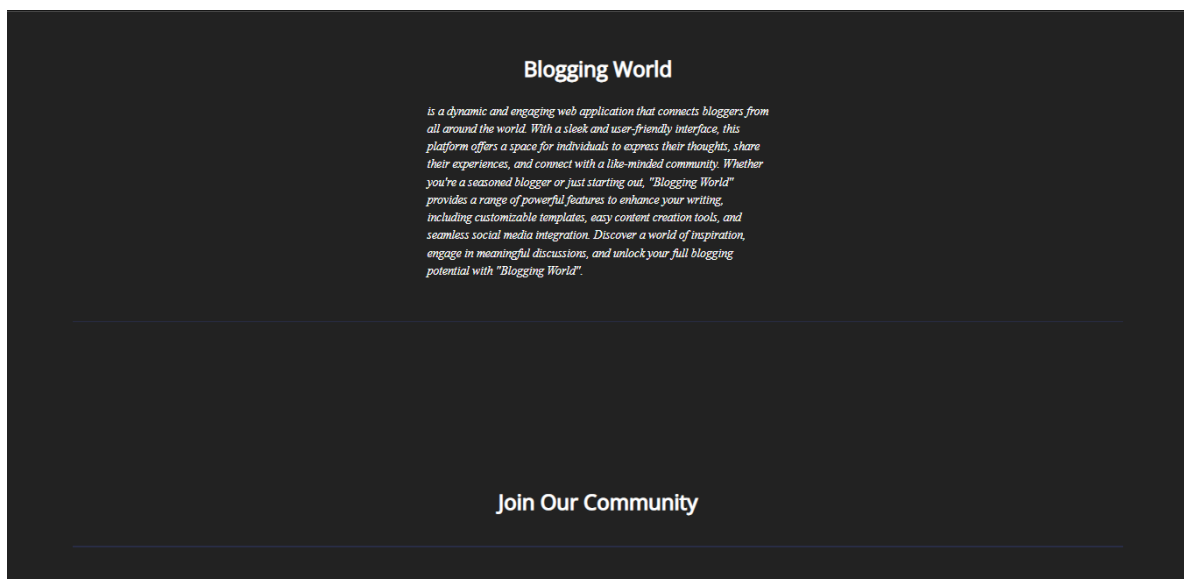 Blogging World
is a dynamic and engaging web application that connects bloggers from
all around the world. With a sleek and user-friendly interface, this
platform offers a space for individuals to express their thoughts, share
their experiences, and connect with a like-minded community. Whether
you're a seasoned blogger or just starting out, "Blogging World"
provides a range of powerful features to enhance your writing,
including customizable templates, easy content creation tools, and
seamless social media integration. Discover a world of inspiration,
engage in meaningful discussions, and unlock your full blogging
potential with "Blogging World".
Join Our Community